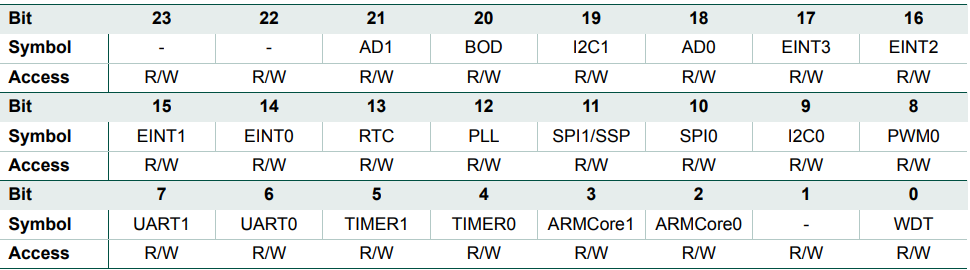 Bit 23 22 21 20 19 18 17 16
Symbol - - AD1 BOD I2C1 AD0 EINT3 EINT2
Access R/W R/W R/W R/W R/W R/W R/W R/W
Bit 15 14 13 12 11 10 9 8
Symbol EINT1 EINT0 RTC PLL SPI1/SSP SPI0 I2C0 PWM0
Access R/W R/W R/W R/W R/W R/W R/W R/W
Bit 7 6 5 4 3 2 1 0
Symbol UART1 UART0 TIMER1 TIMER0 ARMCore1 ARMCore0 - WDT
Access R/W R/W R/W R/W R/W R/W R/W R/W